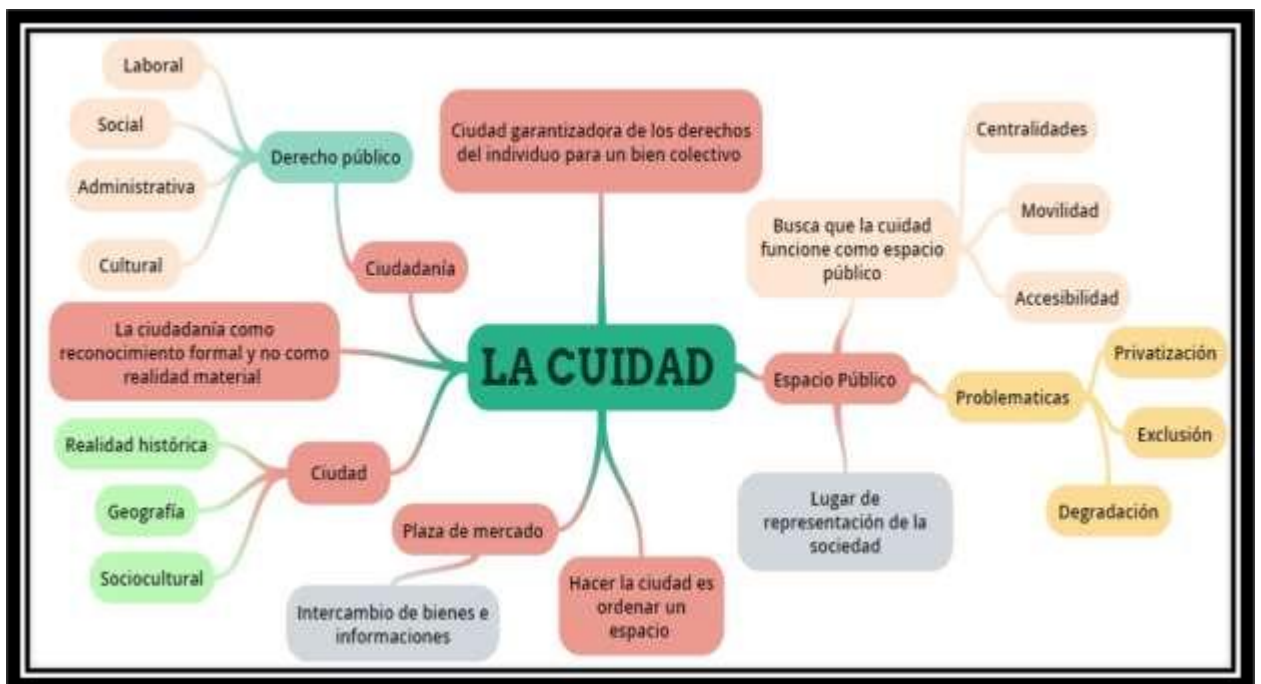 Laboral
Social
Administrativa
Cultural
Derecho público
Ciudadanía
Ciudad garantizadora de los derechos
del individuo para un bien colectivo
Centralidades
Movilidad
Accesibilidad
Busca que la cuidad
funcione como espacio
público
La ciudadanía como
reconocimiento formal y no como
realidad material
LA CUIDAD
Espacio Público
Problematicas
Privatización
Exclusión
Degradación
Realidad histórica
Geografía
Sociocultural
Ciudad
Plaza de mercado
Intercambio de bienes e
informaciones
Hacer la ciudad es
ordenar un
espacio
Lugar de
representación de la
sociedad